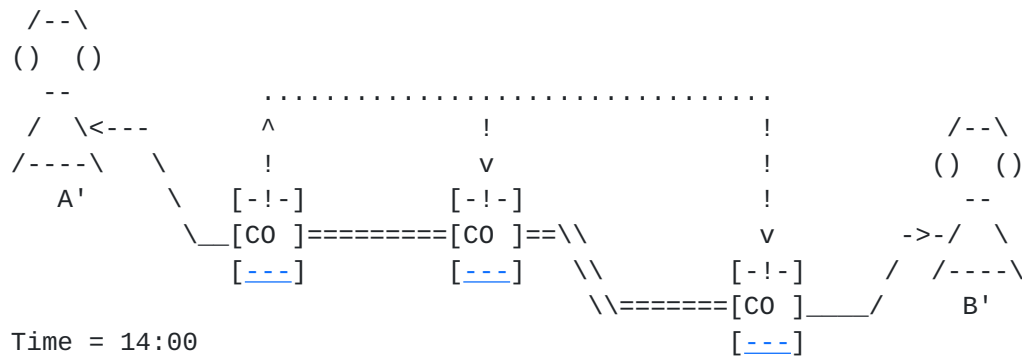 /--\
()  ()
  --             ..................................
 /  \<---        ^              !                  !            /--\
/----\   \       !              v                  !           ()  ()
   A'     \    [-!-]          [-!-]                !             --
           \__[CO ]=========[CO ]==\\              v         ->-/  \
              [---]          [---]    \\         [-!-]      /  /----\
                                       \\=======[CO ]____/     B'
Time = 14:00                                    [---]